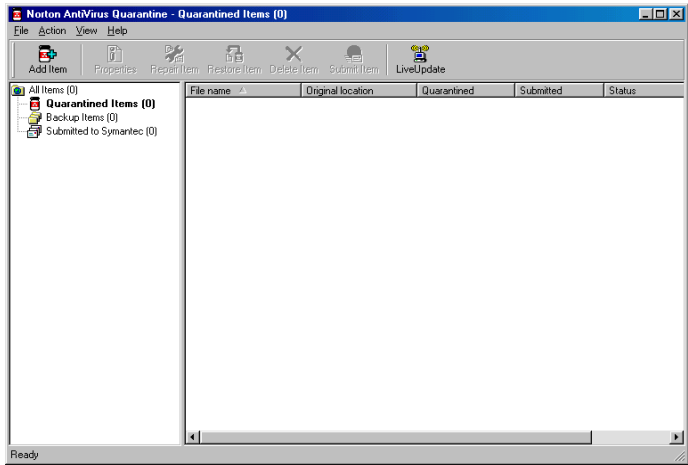 Norton AntiVirus Quarantine - Quarantined Items (0)
File Action View Help
Add Item Properties Repair Item Restore Item Delete Item Submit Item LiveUpdate
All Items (0)
Quarantined Items (0)
Backup Items (0)
Submitted to Symantec (0)
File name Original location Quarantined Submitted Status
Ready